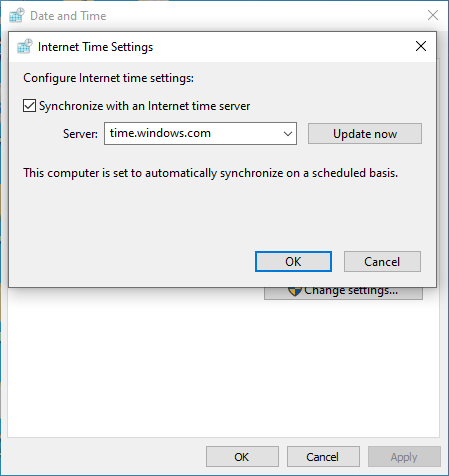 Date and Time
Internet Time Settings
Configure Internet time settings:
Synchronize with an Internet time server
Server: time.windows.com Update now
This computer is set to automatically synchronize on a scheduled basis.
OK Cancel
Change settings...
OK Cancel Apply